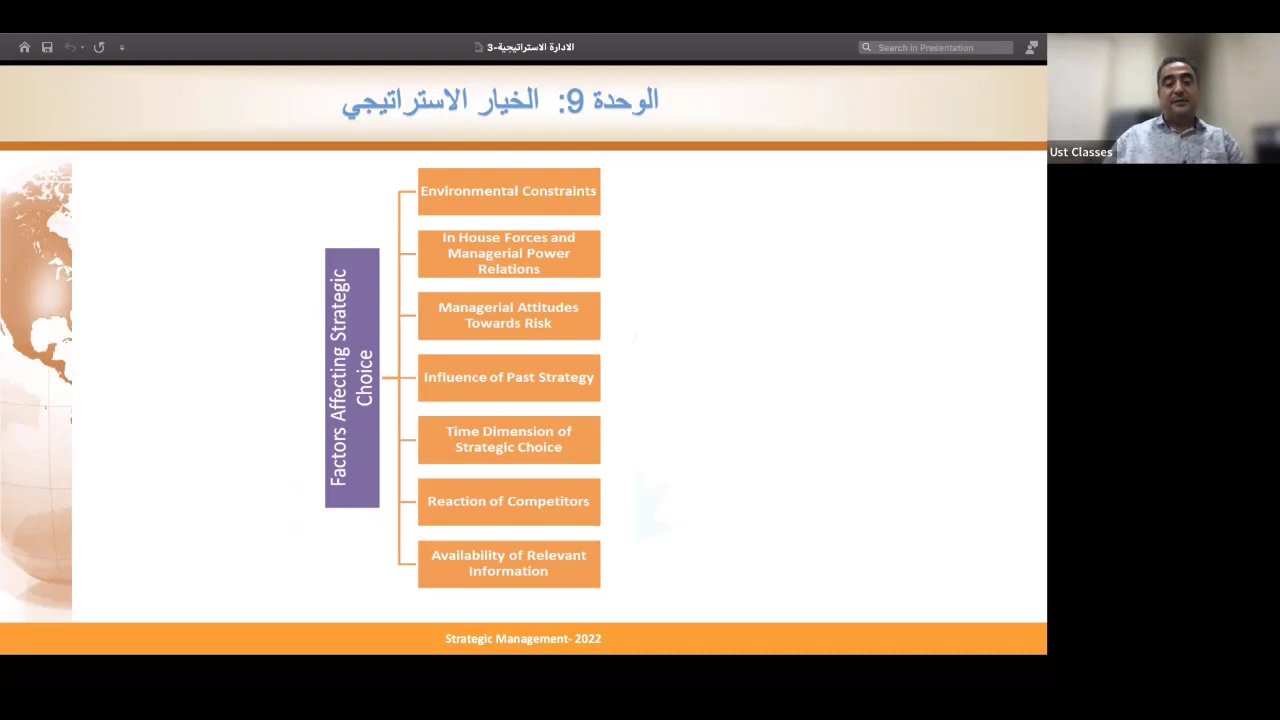 الادارة الاستراتيجية-3
Search in Presentation
الوحدة 9: الخيار الاستراتيجي
Ust Classes
Factors Affecting Strategic
Choice
Environmental Constraints
In House Forces and
Managerial Power
Relations
Managerial Attitudes
Towards Risk
Influence of Past Strategy
Time Dimension of
Strategic Choice
Reaction of Competitors
Availability of Relevant
Information
Strategic Management- 2022